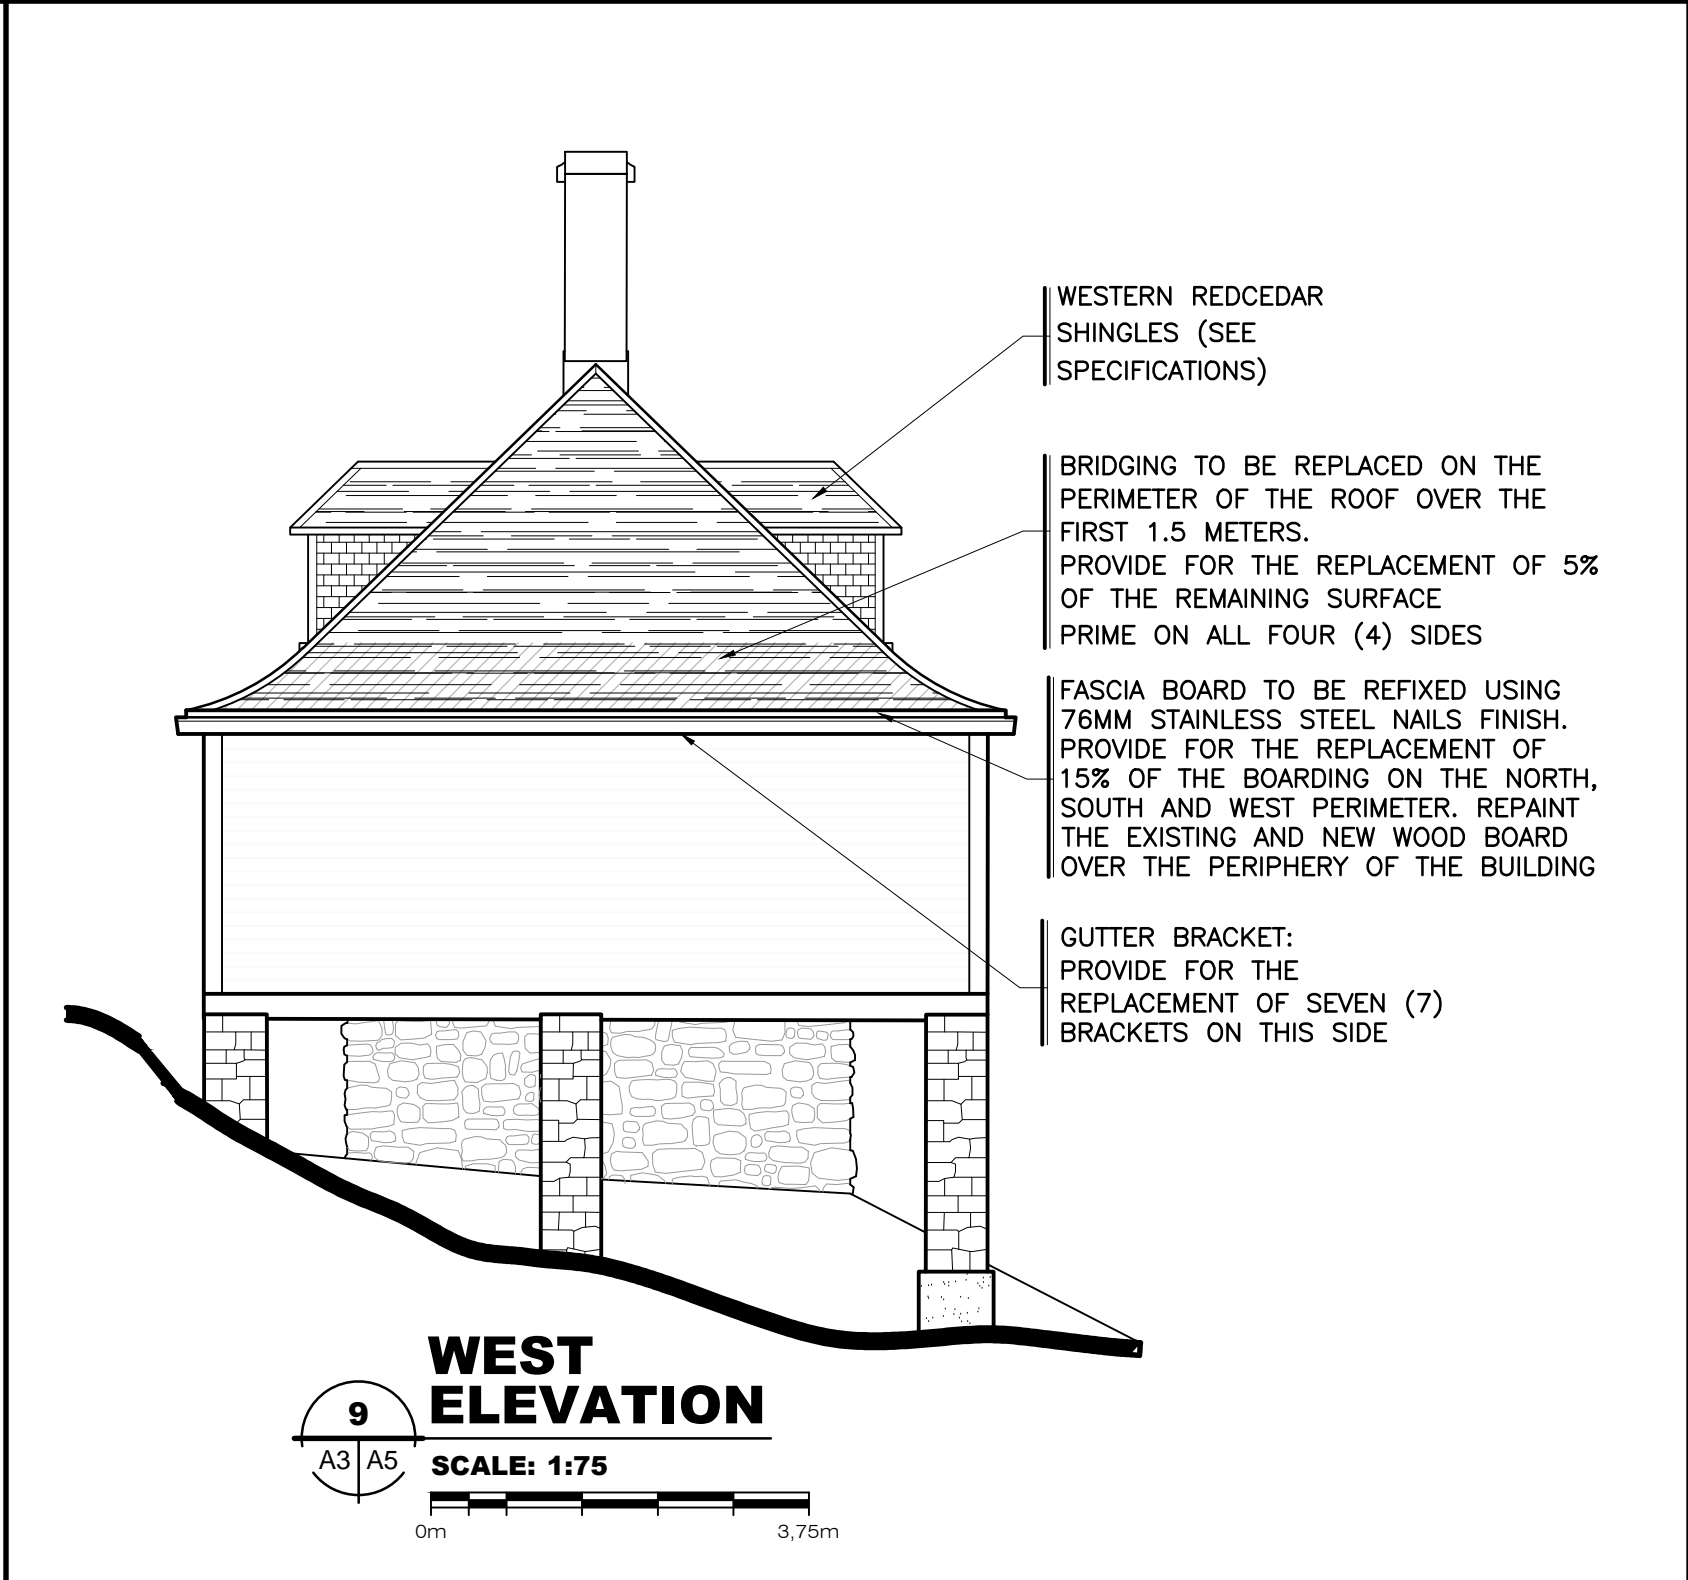 WESTERN REDCEDAR
SHINGLES (SEE
SPECIFICATIONS)
BRIDGING TO BE REPLACED ON THE
PERIMETER OF THE ROOF OVER THE
FIRST 1.5 METERS.
PROVIDE FOR THE REPLACEMENT OF 5%
OF THE REMAINING SURFACE
PRIME ON ALL FOUR (4) SIDES
FASCIA BOARD TO BE REFIXED USING
76MM STAINLESS STEEL NAILS FINISH.
PROVIDE FOR THE REPLACEMENT OF
15% OF THE BOARDING ON THE NORTH,
SOUTH AND WEST PERIMETER. REPAINT
THE EXISTING AND NEW WOOD BOARD
OVER THE PERIPHERY OF THE BUILDING
GUTTER BRACKET:
PROVIDE FOR THE
REPLACEMENT OF SEVEN (7)
BRACKETS ON THIS SIDE
WEST
ELEVATION
9
A3 A5
SCALE: 1:75
0m 3,75m